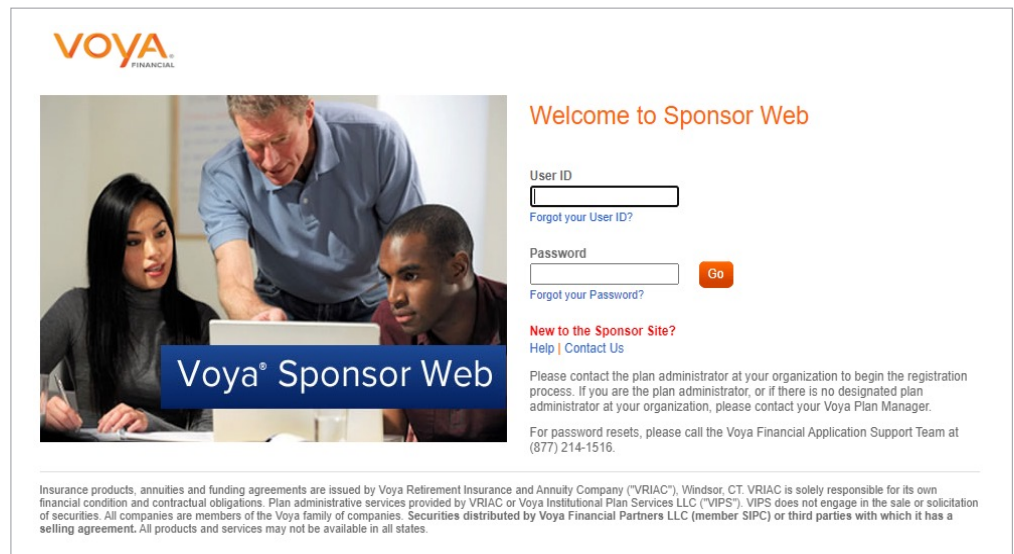 VOYA
FINANCIAL
Welcome to Sponsor Web
User ID
Forgot your User ID?
Password
Go
Forgot your Password?
New to the Sponsor Site?
Help | Contact Us
Voya® Sponsor Web
Please contact the plan administrator at your organization to begin the registration
process. If you are the plan administrator, or if there is no designated plan
administrator at your organization, please contact your Voya Plan Manager.
For password resets, please call the Voya Financial Application Support Team at
(877) 214-1516.
Insurance products, annuities and funding agreements are issued by Voya Retirement Insurance and Annuity Company ("VRIAC"), Windsor, CT. VRIAC is solely responsible for its own
financial condition and contractual obligations. Plan administrative services provided by VRIAC or Voya Institutional Plan Services LLC ("VIPS"). VIPS does not engage in the sale or solicitation
of securities. All companies are members of the Voya family of companies. Securities distributed by Voya Financial Partners LLC (member SIPC) or third parties with which it has a
selling agreement. All products and services may not be available in all states.